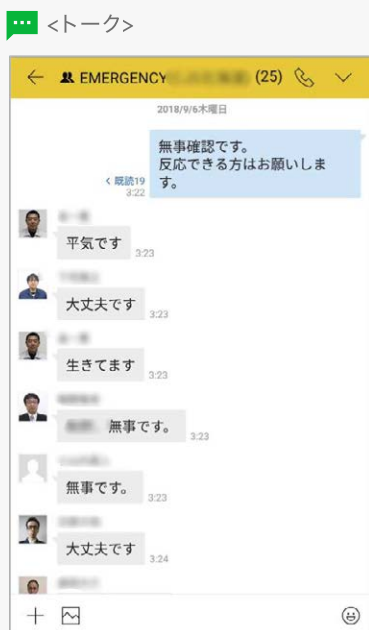 <トーク>
EMERGENCY (25)
2018/9/6木曜日
無事確認です。
反応できる方はお願いしま
す。
< 既読19
3:22
平気です
3:23
大丈夫です
3:23
生きてます
3:23
無事です。
3:23
無事です。
3:23
大丈夫です
3:24